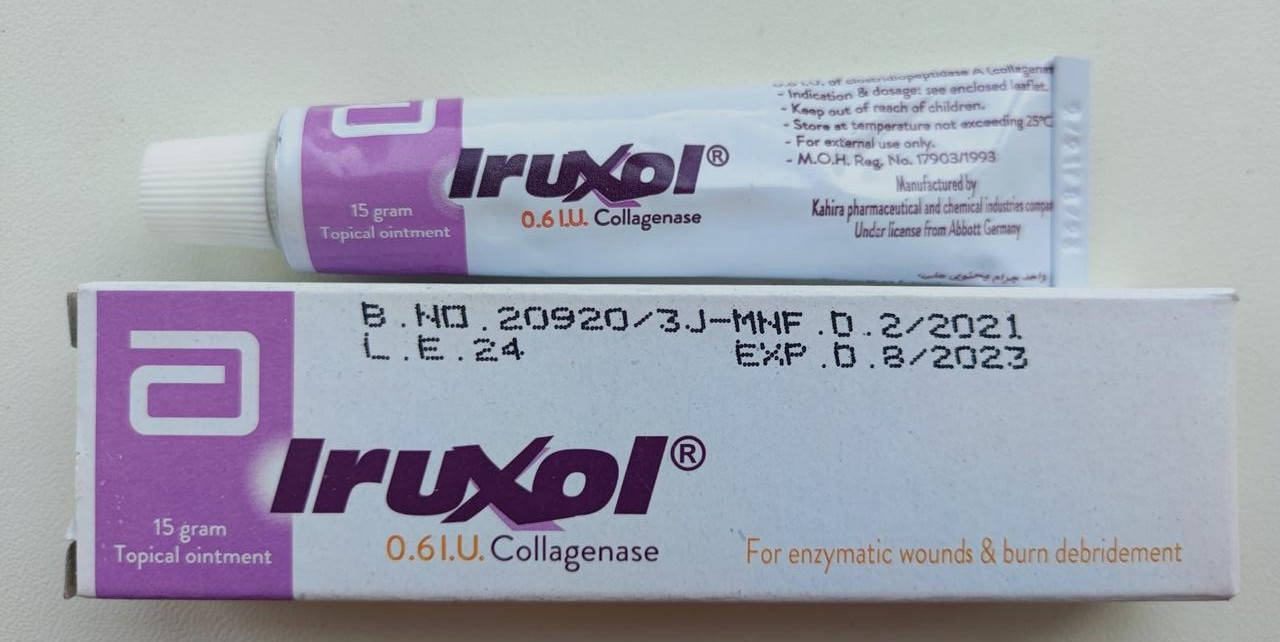 - Indication & dosage: see enclosed leaflet.
- Keep out of reach of children.
- Store at temperature not exceeding 25°C
- For external use only.
- M.O.H. Reg. No. 17903/1993
Manufactured by
Kahira pharmaceutical and chemical industries
Under license from Abbott Germany
Iruxol®
0.6 I.U. Collagenase
15 gram
Topical ointment
B.NO.20920/3J-MNF.D.2/2021
L.E.24 EXP.D.8/2023
Iruxol®
0.6 I.U. Collagenase
15 gram
Topical ointment
For enzymatic wounds & burn debridement